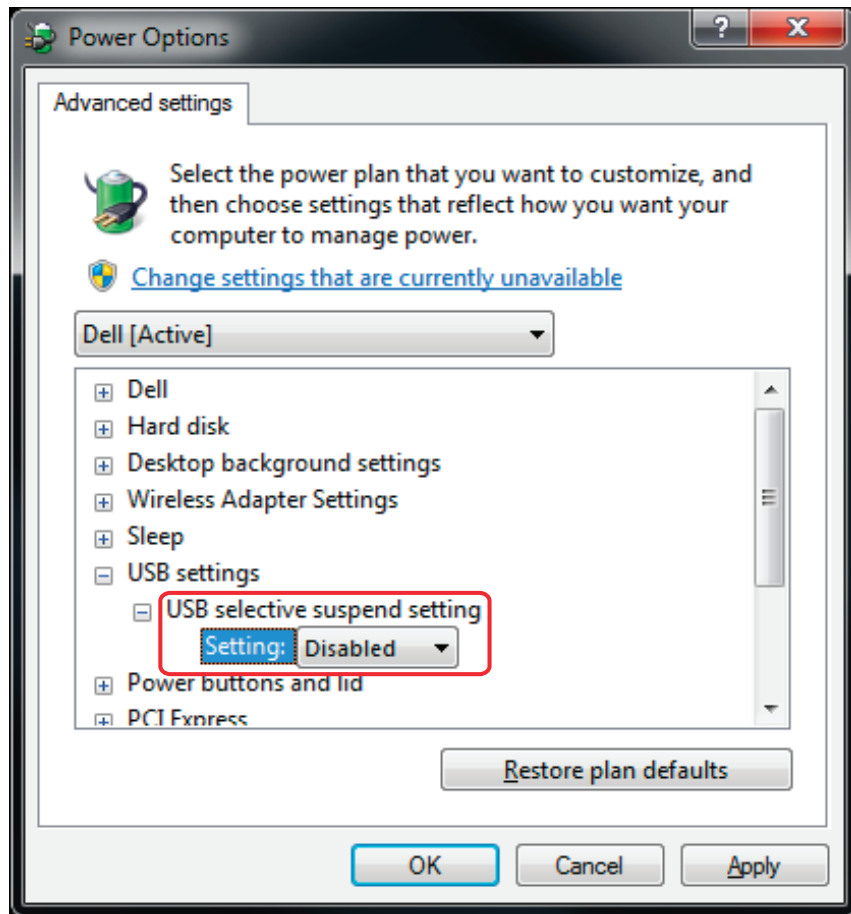 Power Options
?
X
Advanced settings
Select the power plan that you want to customize, and
then choose settings that reflect how you want your
computer to manage power.
Change settings that are currently unavailable
Dell [Active]
Dell
Hard disk
Desktop background settings
Wireless Adapter Settings
Sleep
USB settings
USB selective suspend setting
Setting: Disabled
Power buttons and lid
PCI Express
Restore plan defaults
OK Cancel Apply